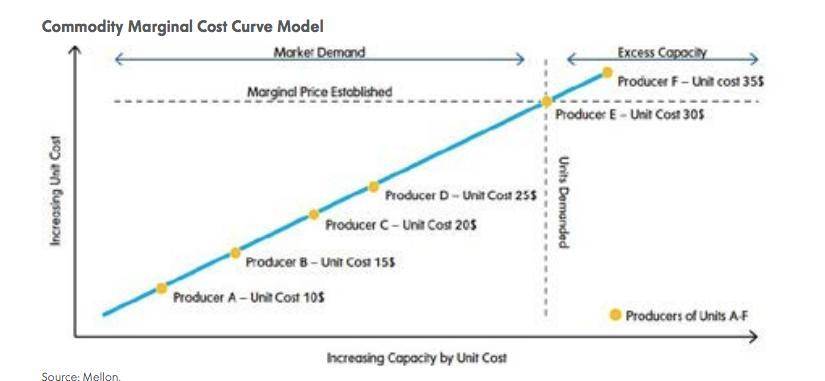 Commodity Marginal Cost Curve Model
Market Demand
Excess Capacity
Producer F – Unit cost 35$
Marginal Price Established
Producer E – Unit Cost 30$
Increasing Unit Cost
Units Demanded
Producer D – Unit Cost 25$
Producer C – Unit Cost 20$
Producer B – Unit Cost 15$
Producer A – Unit Cost 10$
Producers of Units A-F
Increasing Capacity by Unit Cost
Source: Mellon.